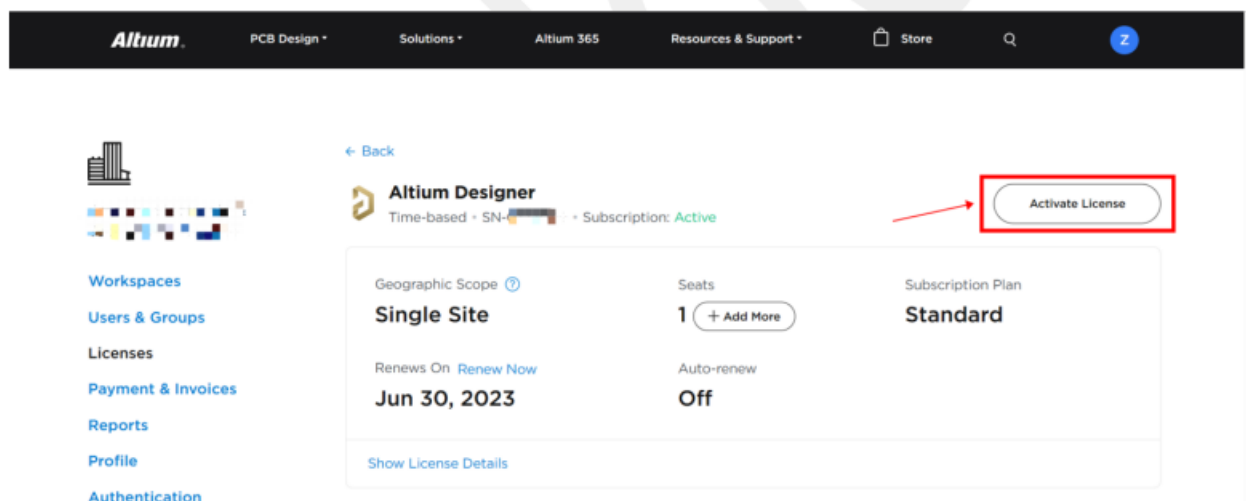 Altıum.
PCB Design
Solutions
Altium 365
Resources & Support
Store
Z
← Back
Altium Designer
Time-based • SN- • Subscription: Active
Activate License
Workspaces
Users & Groups
Licenses
Payment & Invoices
Reports
Profile
Authentication
Geographic Scope ?
Seats
Subscription Plan
Single Site
1 + Add More
Standard
Renews On Renew Now
Auto-renew
Jun 30, 2023
Off
Show License Details